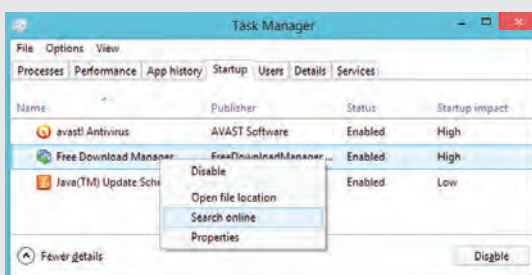 Task Manager
File Options View
Processes Performance App history Startup Users Details Services
Name Publisher Status Startup impact
avast! Antivirus AVAST Software Enabled High
Free Download Manager FreeDownloadManager... Enabled High
Java(TM) Update Sche Enabled Low
Disable
Open file location
Search online
Properties
Fewer details Disable